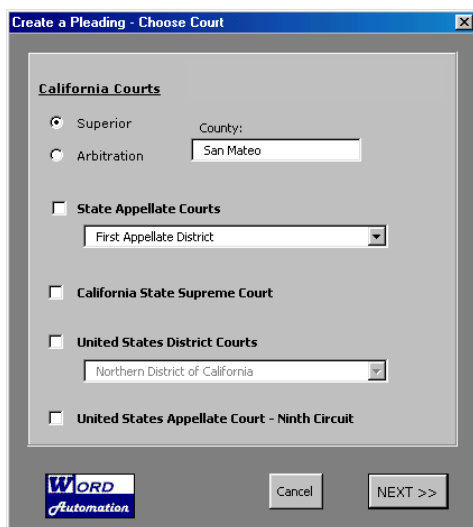 Create a Pleading - Choose Court
California Courts
Superior
County:
San Mateo
Arbitration
State Appellate Courts
First Appellate District
California State Supreme Court
United States District Courts
Northern District of California
United States Appellate Court - Ninth Circuit
WORD
Automation
Cancel
NEXT >>